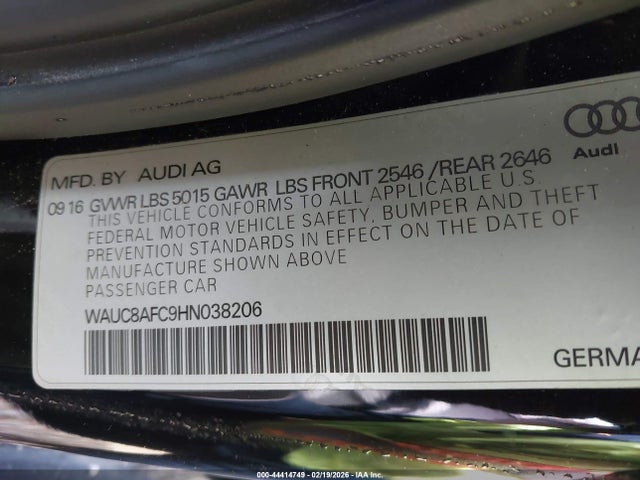 MFD. BY AUDI AG
09 16 GVWR LBS 5015 GAWR LBS FRONT 2546 /REAR 2646
THIS VEHICLE CONFORMS TO ALL APPLICABLE U.S.
FEDERAL MOTOR VEHICLE SAFETY, BUMPER AND THEFT
PREVENTION STANDARDS IN EFFECT ON THE DATE OF
MANUFACTURE SHOWN ABOVE
PASSENGER CAR
WAUC8AFC9HN038206
Audi
GERMA
000-44414749 - 02/19/2026 - IAA Inc.